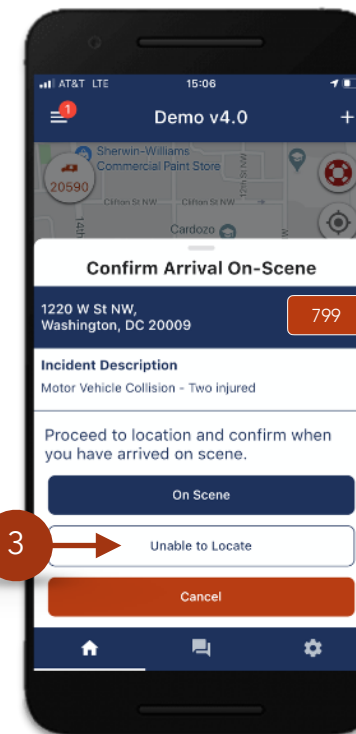 AT&T LTE
15:06
1
Demo v4.0
+
Sherwin-Williams
Commercial Paint Store
12th St NW
20590
Clifton St NW
Clifton St NW
14th
Cardozo
Confirm Arrival On-Scene
1220 W St NW,
Washington, DC 20009
799
Incident Description
Motor Vehicle Collision - Two injured
Proceed to location and confirm when
you have arrived on scene.
On Scene
3
Unable to Locate
Cancel